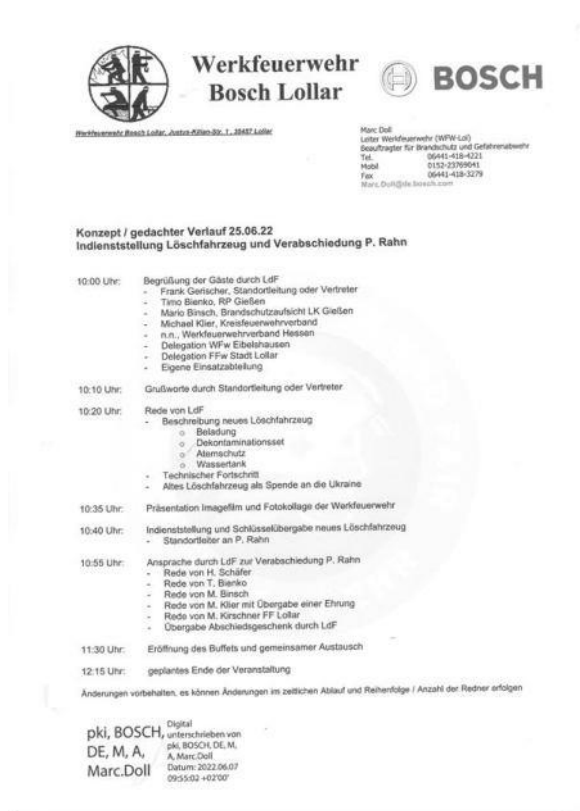 Werkfeuerwehr
Bosch Lollar
BOSCH
Werkfeuerwehr Bosch Lollar, Justus-Kilian-Str. 1, 35457 Lollar
Marc Doll
Leiter Werkfeuerwehr (WFW-Lol)
Beauftragter für Brandschutz und Gefahrenabwehr
Tel. 06441-418-4221
Mobil 0152-23769641
Fax 06441-418-3279
Marc.Doll@de.bosch.com
Konzept / gedachter Verlauf 25.06.22
Indienststellung Löschfahrzeug und Verabschiedung P. Rahn
10:00 Uhr: Begrüßung der Gäste durch LdF
- Frank Gerischer, Standortleitung oder Vertreter
- Timo Bienko, RP Gießen
- Mario Binsch, Brandschutzaufsicht LK Gießen
- Michael Klier, Kreisfeuerwehrverband
- n.n., Werkfeuerwehrverband Hessen
- Delegation WFw Eibelshausen
- Delegation FFw Stadt Lollar
- Eigene Einsatzabteilung
10:10 Uhr: Grußworte durch Standortleitung oder Vertreter
10:20 Uhr: Rede von LdF
- Beschreibung neues Löschfahrzeug
o Beladung
o Dekontaminationsset
o Atemschutz
o Wassertank
- Technischer Fortschritt
- Altes Löschfahrzeug als Spende an die Ukraine
10:35 Uhr: Präsentation Imagefilm und Fotokollage der Werkfeuerwehr
10:40 Uhr: Indienststellung und Schlüsselübergabe neues Löschfahrzeug
- Standortleiter an P. Rahn
10:55 Uhr: Ansprache durch LdF zur Verabschiedung P. Rahn
- Rede von H. Schäfer
- Rede von T. Bienko
- Rede von M. Binsch
- Rede von M. Klier mit Übergabe einer Ehrung
- Rede von M. Kirschner FF Lollar
- Übergabe Abschiedsgeschenk durch LdF
11:30 Uhr: Eröffnung des Buffets und gemeinsamer Austausch
12:15 Uhr: geplantes Ende der Veranstaltung
Änderungen vorbehalten, es können Änderungen im zeitlichen Ablauf und Reihenfolge / Anzahl der Redner erfolgen
pki, BOSCH,
DE, M, A,
Marc.Doll
Digital
unterschrieben von
pki, BOSCH, DE, M,
A, Marc.Doll
Datum: 2022.06.07
09:55:02 +02'00'